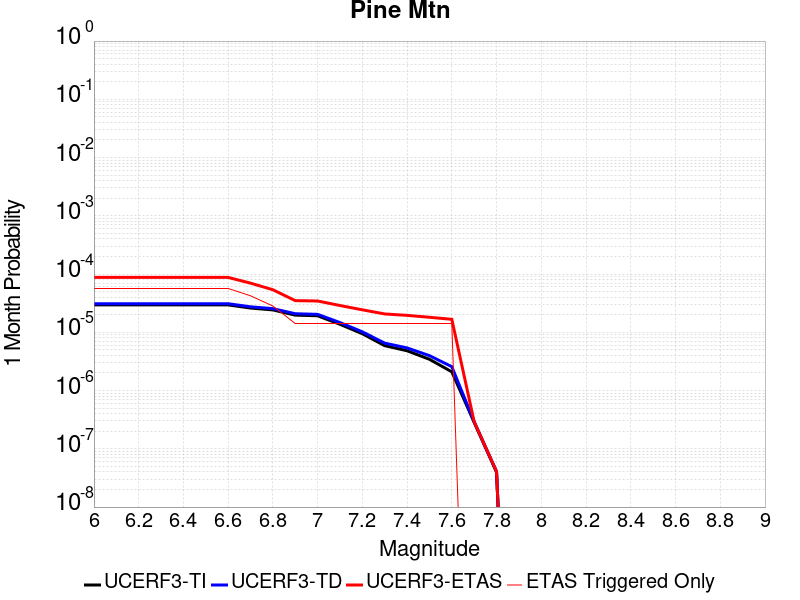 Pine Mtn
1 Month Probability
10^0
10^-1
10^-2
10^-3
10^-4
10^-5
10^-6
10^-7
10^-8
6 6.2 6.4 6.6 6.8 7 7.2 7.4 7.6 7.8 8 8.2 8.4 8.6 8.8 9
Magnitude
UCERF3-TI UCERF3-TD UCERF3-ETAS ETAS Triggered Only